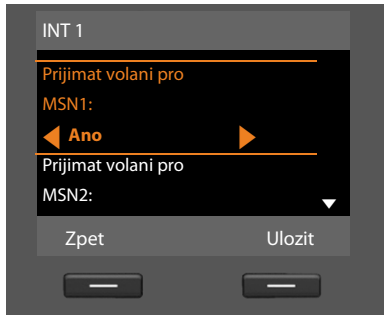 INT 1
Prijimat volani pro
MSN1:
Ano
Prijimat volani pro
MSN2:
Zpet Ulozit